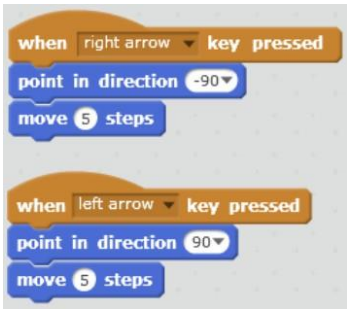 when right arrow key pressed
point in direction -90
move 5 steps
when left arrow key pressed
point in direction 90
move 5 steps